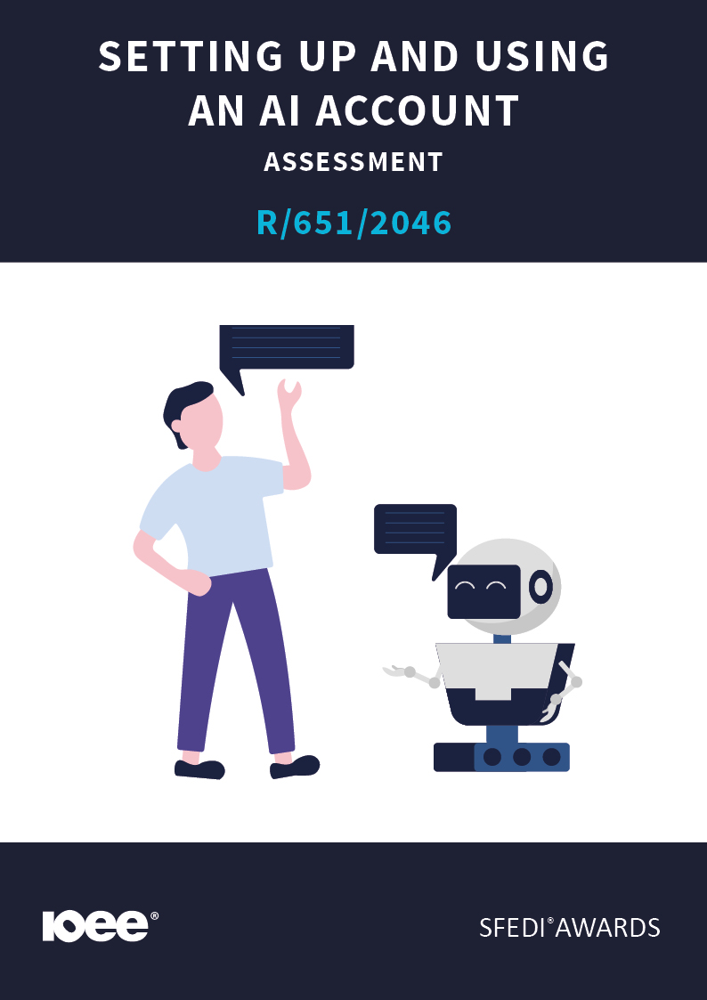 SETTING UP AND USING
AN AI ACCOUNT
ASSESSMENT
R/651/2046
ioee®
SFEDI®AWARDS